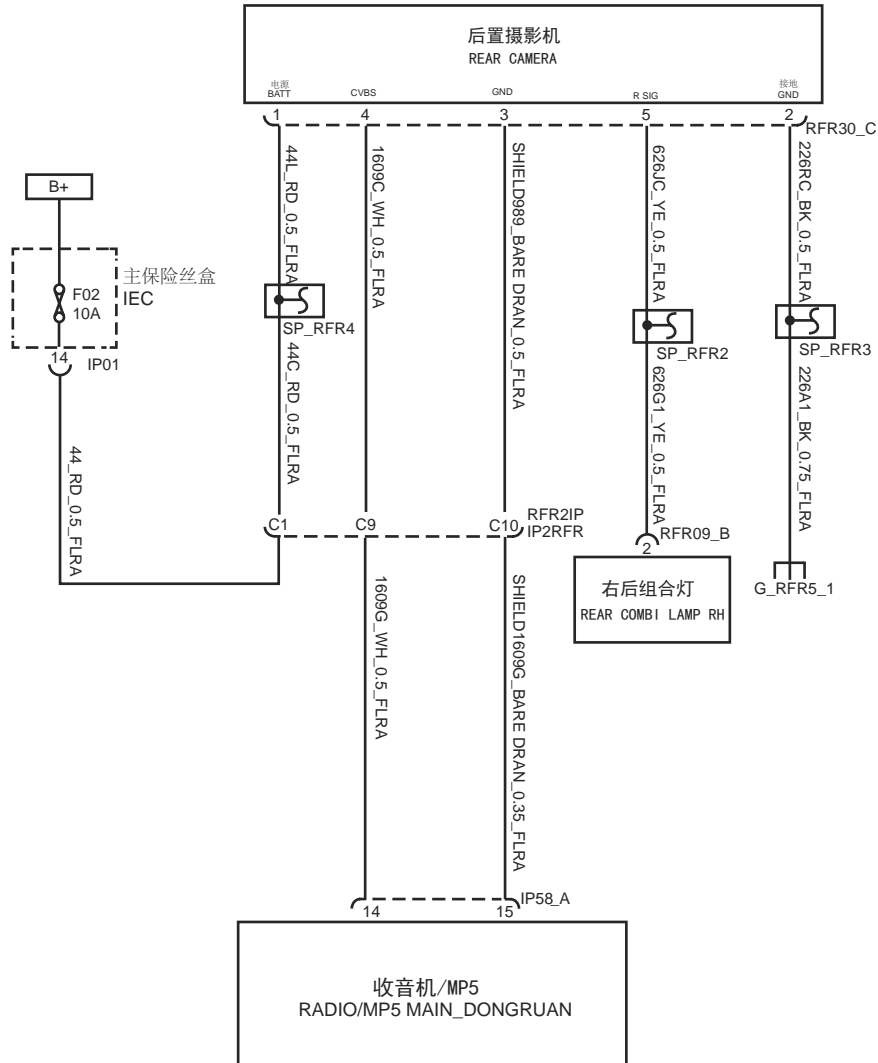 后置摄影机
REAR CAMERA
电源
BATT
CVBS
GND
R SIG
接地
GND
1
4
3
5
2
RFR30_C
44L_RD_0.5_FLRA
1609C_WH_0.5_FLRA
SHIELD989_BARE DRAN_0.5_FLRA
626JC_YE_0.5_FLRA
226RC_BK_0.5_FLRA
B+
主保险丝盒
IEC
F02
10A
14
IP01
SP_RFR4
SP_RFR2
SP_RFR3
44_RD_0.5_FLRA
44C_RD_0.5_FLRA
626G1_YE_0.5_FLRA
226A1_BK_0.75_FLRA
C1
C9
C10
RFR2IP
IP2RFR
RFR09_B
2
右后组合灯
REAR COMBI LAMP RH
G_RFR5_1
1609G_WH_0.5_FLRA
SHIELD1609G_BARE DRAN_0.35_FLRA
IP58_A
14
15
收音机/MP5
RADIO/MP5 MAIN_DONGRUAN